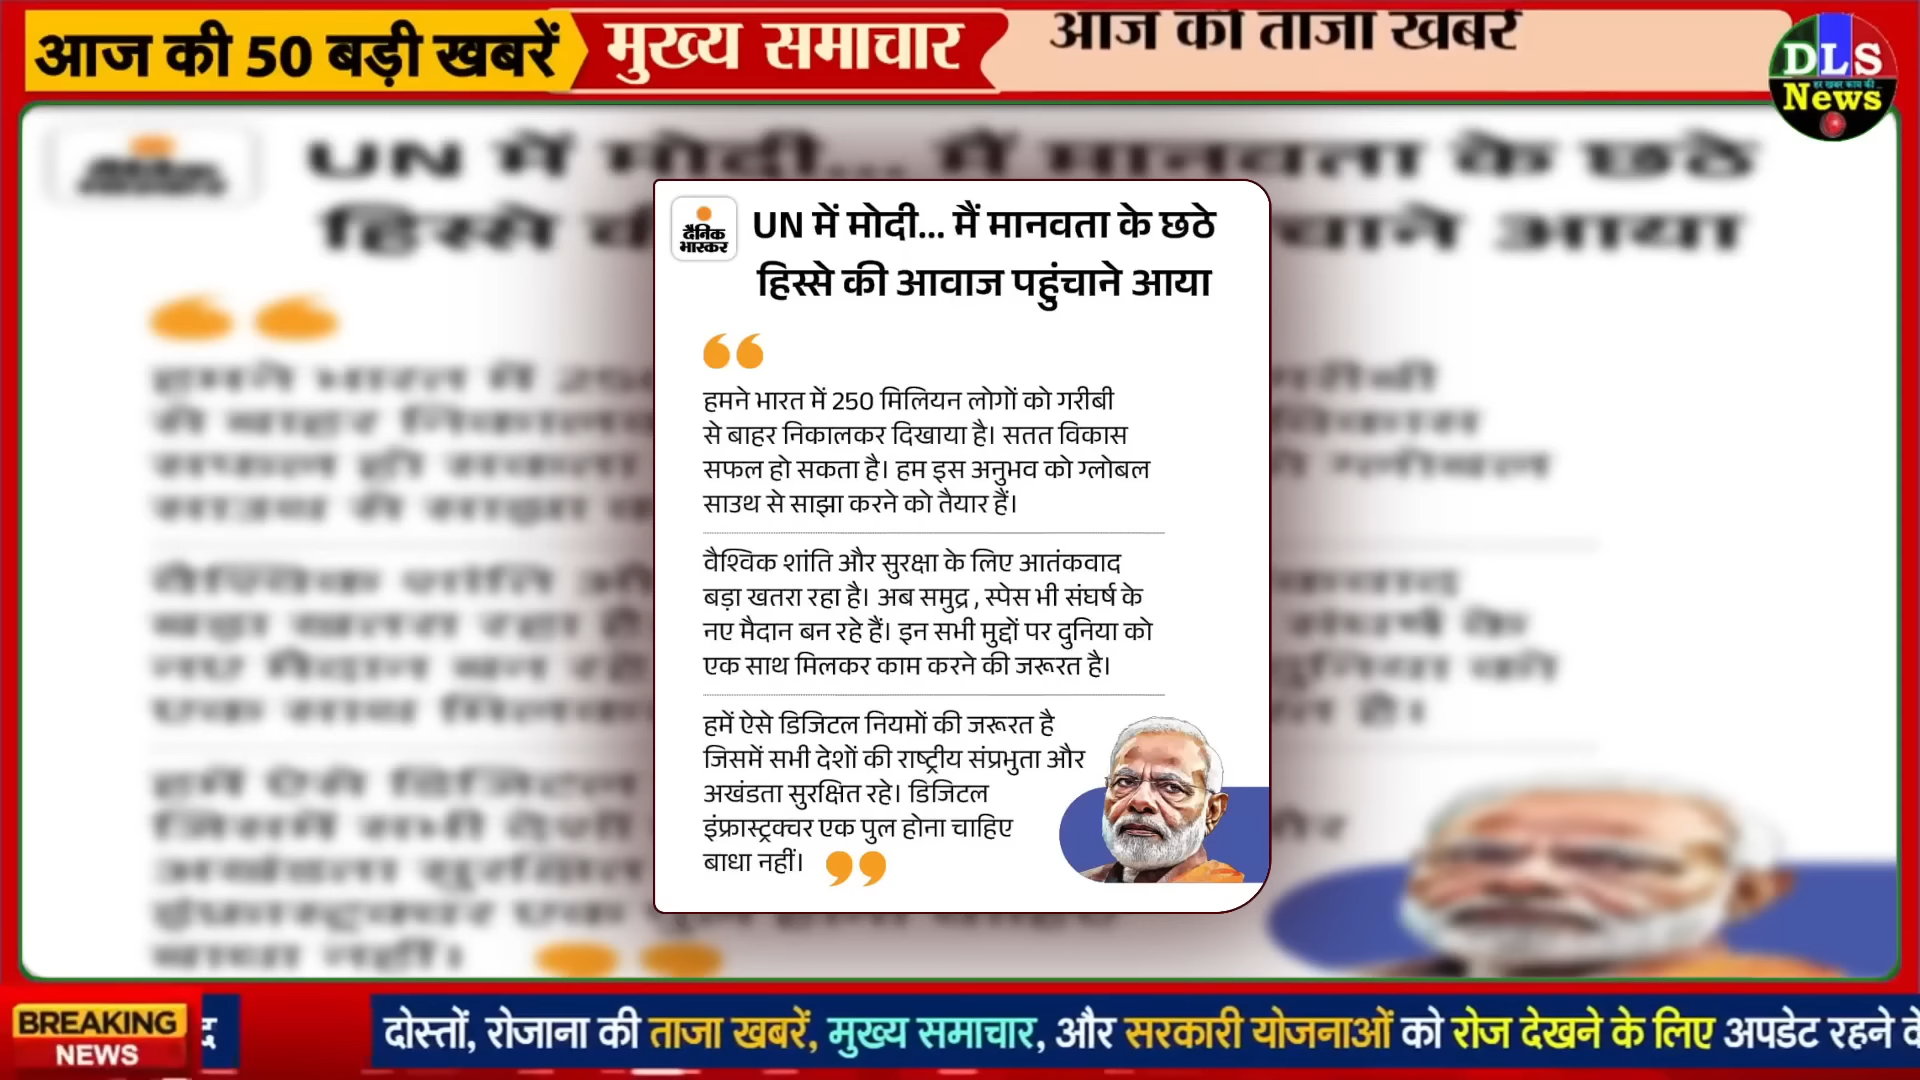 आज की 50 बड़ी खबरें
मुख्य समाचार
आज की ताजा खबर
DLS
हर खबर काम की..
News
दैनिक
भास्कर
UN में मोदी... मैं मानवता के छठे
हिस्से की आवाज पहुंचाने आया
हमने भारत में 250 मिलियन लोगों को गरीबी
से बाहर निकालकर दिखाया है। सतत विकास
सफल हो सकता है। हम इस अनुभव को ग्लोबल
साउथ से साझा करने को तैयार हैं।
वैश्विक शांति और सुरक्षा के लिए आतंकवाद
बड़ा खतरा रहा है। अब समुद्र , स्पेस भी संघर्ष के
नए मैदान बन रहे हैं। इन सभी मुद्दों पर दुनिया को
एक साथ मिलकर काम करने की जरूरत है।
हमें ऐसे डिजिटल नियमों की जरूरत है
जिसमें सभी देशों की राष्ट्रीय संप्रभुता और
अखंडता सुरक्षित रहे। डिजिटल
इंफ्रास्ट्रक्चर एक पुल होना चाहिए
बाधा नहीं।
BREAKING
NEWS
दोस्तों, रोजाना की ताजा खबरें, मुख्य समाचार, और सरकारी योजनाओं को रोज देखने के लिए अपडेट रहने